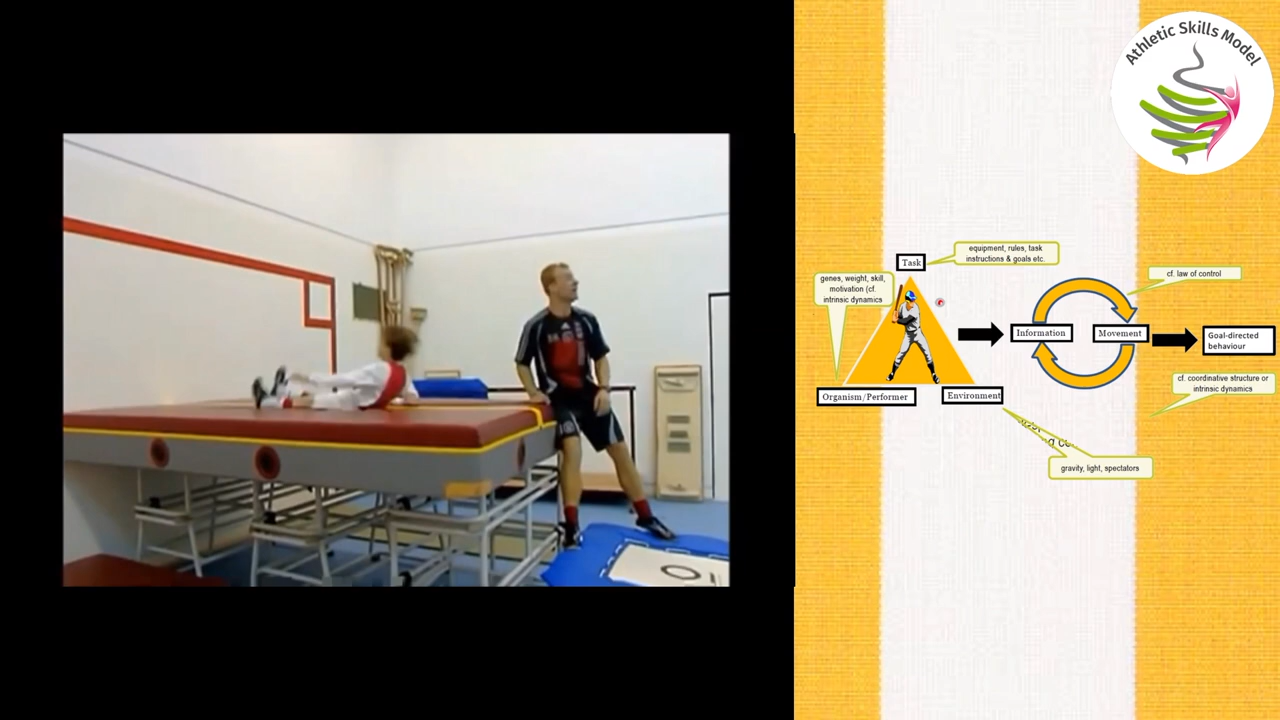 Athletic Skills Model
equipment, rules, task
instructions & goals etc.
Task
genes, weight, skill,
motivation (cf.
intrinsic dynamics
cf. law of control
Information
Movement
Goal-directed
behaviour
cf. coordinative structure or
intrinsic dynamics
Organism/Performer
Environment
gravity, light, spectators